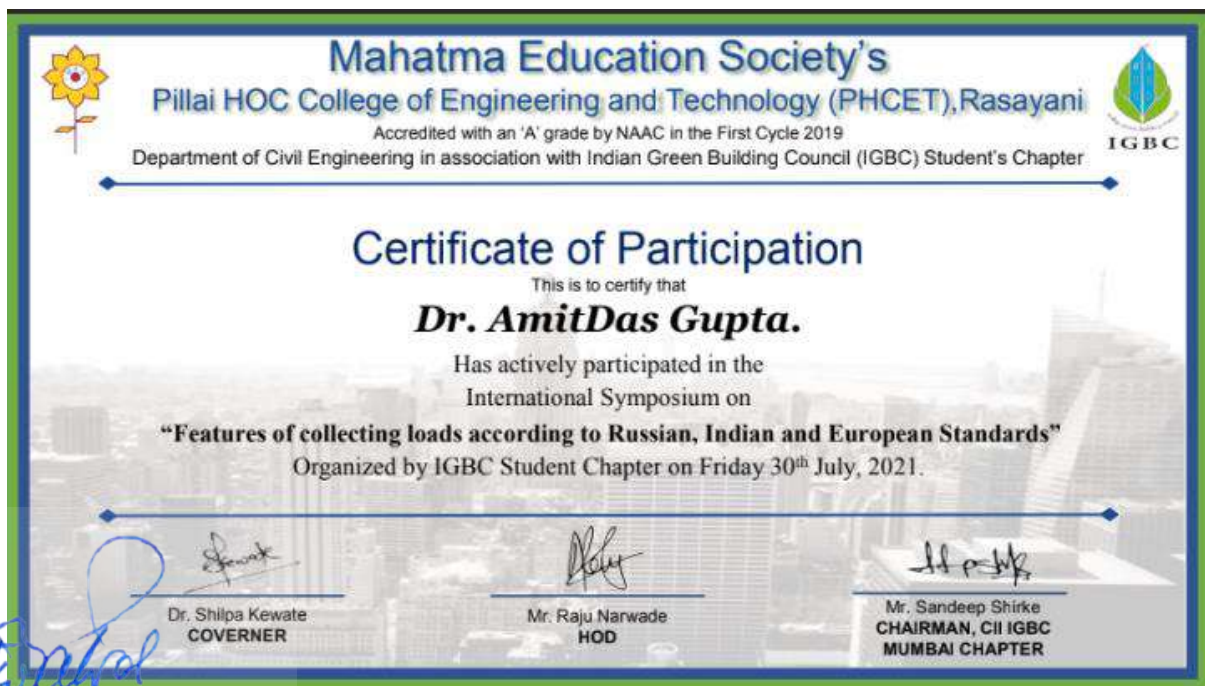 Mahatma Education Society's
Pillai HOC College of Engineering and Technology (PHCET),Rasayani
Accredited with an 'A' grade by NAAC in the First Cycle 2019
Department of Civil Engineering in association with Indian Green Building Council (IGBC) Student's Chapter
IGBC
Certificate of Participation
This is to certify that
Dr. AmitDas Gupta.
Has actively participated in the
International Symposium on
“Features of collecting loads according to Russian, Indian and European Standards”
Organized by IGBC Student Chapter on Friday 30th July, 2021.
Dr. Shilpa Kewate
COVERNER
Mr. Raju Narwade
HOD
Mr. Sandeep Shirke
CHAIRMAN, CII IGBC
MUMBAI CHAPTER